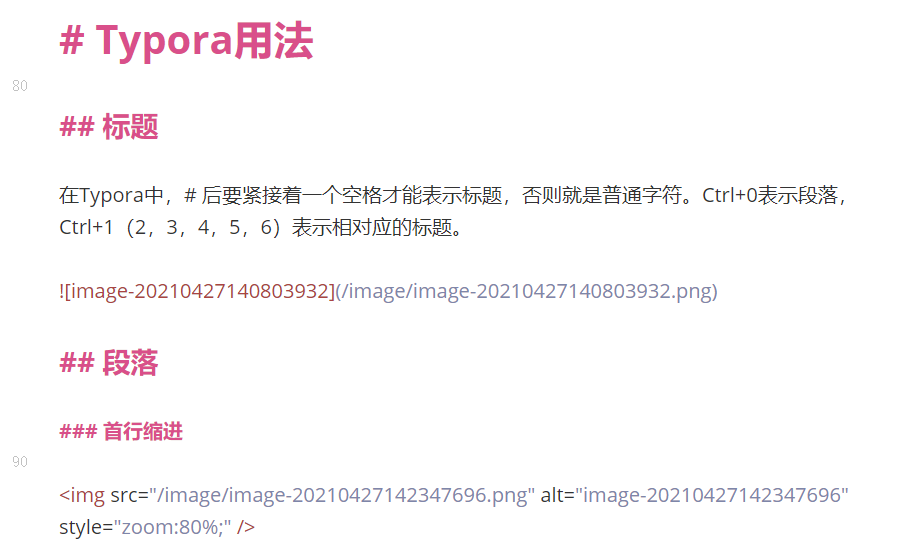 # Typora用法
80
## 标题
在Typora中，# 后要紧接着一个空格才能表示标题，否则就是普通字符。Ctrl+0表示段落，
Ctrl+1（2，3，4，5，6）表示相对应的标题。
![image-20210427140803932](/image/image-20210427140803932.png)
## 段落
### 首行缩进
90
<img src="/image/image-20210427142347696.png" alt="image-20210427142347696"
style="zoom:80%;" />